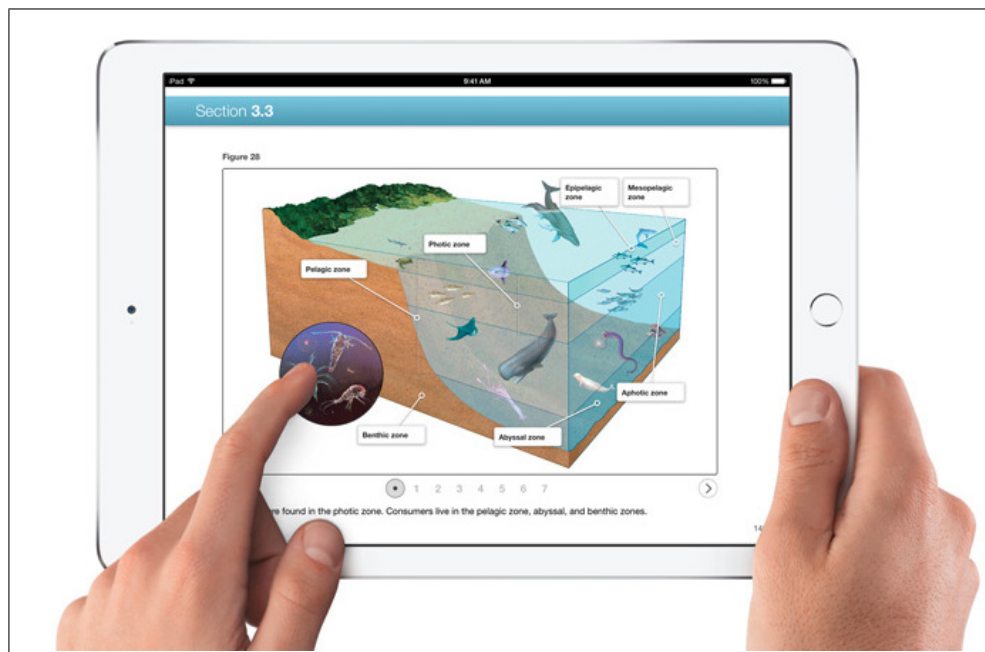 iPad
9:41 AM
100%
Section 3.3
Figure 28
Epipelagic
zone
Mesopelagic
zone
Photic zone
Pelagic zone
Aphotic zone
Benthic zone
Abyssal zone
1 2 3 4 5 6 7
found in the photic zone. Consumers live in the pelagic zone, abyssal, and benthic zones.